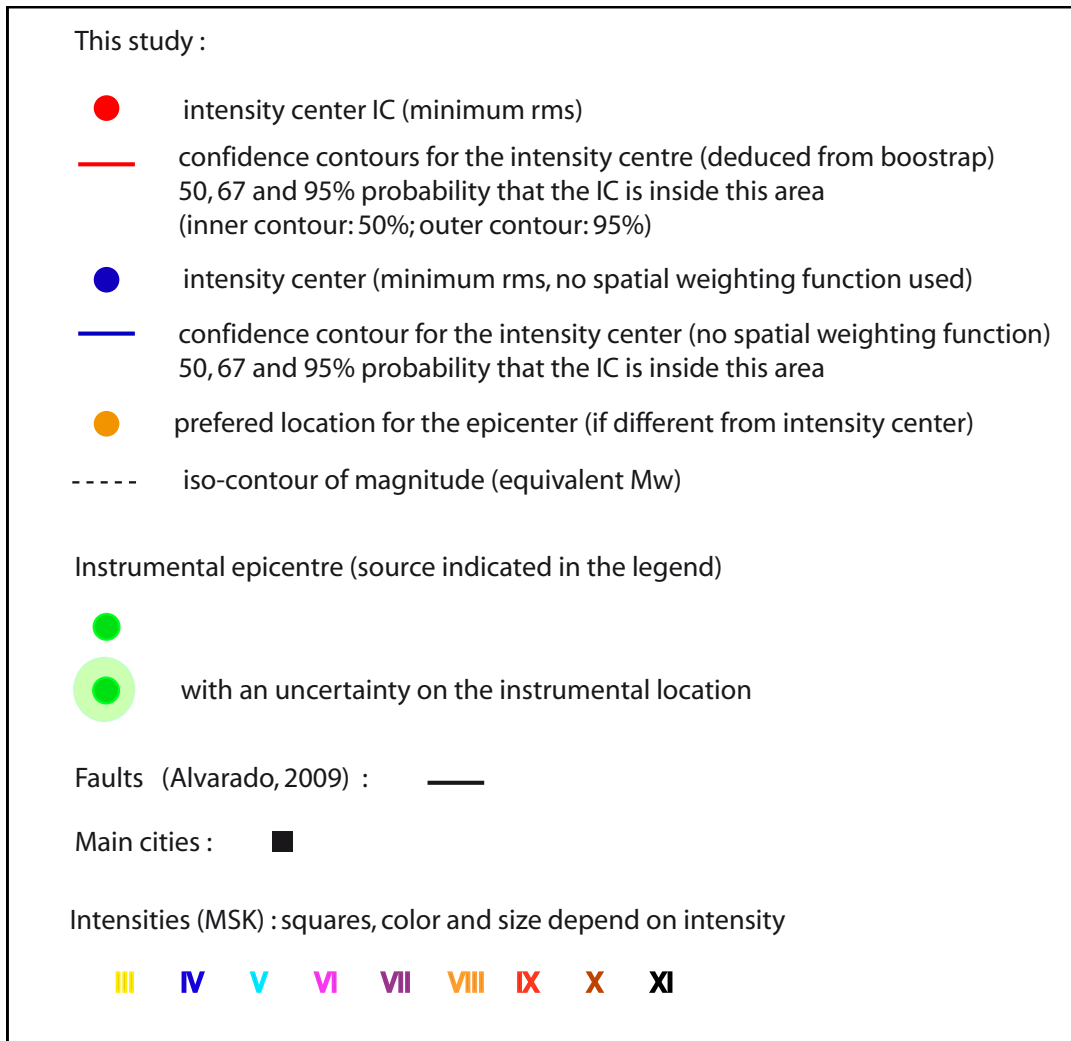 This study :
intensity center IC (minimum rms)
confidence contours for the intensity centre (deduced from boostrap)
50, 67 and 95% probability that the IC is inside this area
(inner contour: 50%; outer contour: 95%)
intensity center (minimum rms, no spatial weighting function used)
confidence contour for the intensity center (no spatial weighting function)
50, 67 and 95% probability that the IC is inside this area
prefered location for the epicenter (if different from intensity center)
iso-contour of magnitude (equivalent Mw)
Instrumental epicentre (source indicated in the legend)
with an uncertainty on the instrumental location
Faults (Alvarado, 2009) :
Main cities :
Intensities (MSK) : squares, color and size depend on intensity
III IV V VI VII VIII IX X XI